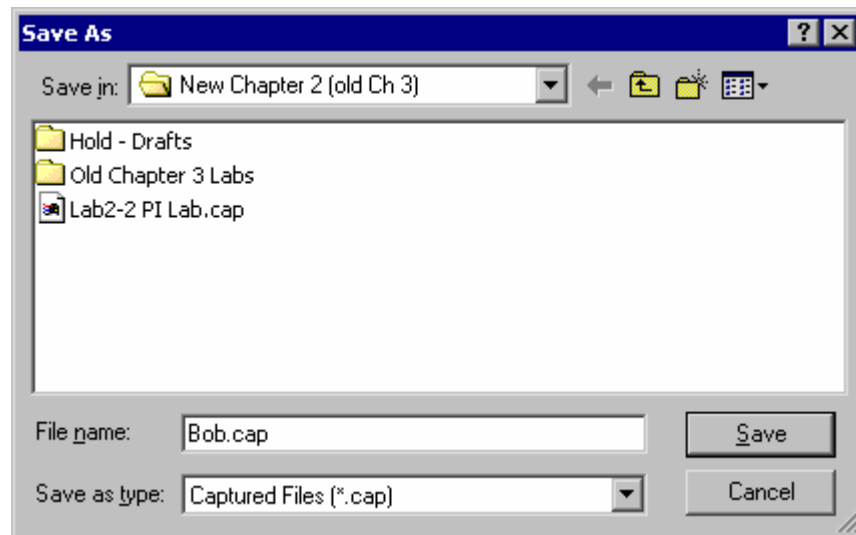 Save As
Save in: New Chapter 2 (old Ch 3)
Hold - Drafts
Old Chapter 3 Labs
Lab2-2 PI Lab.cap
File name: Bob.cap Save
Save as type: Captured Files (*.cap) Cancel